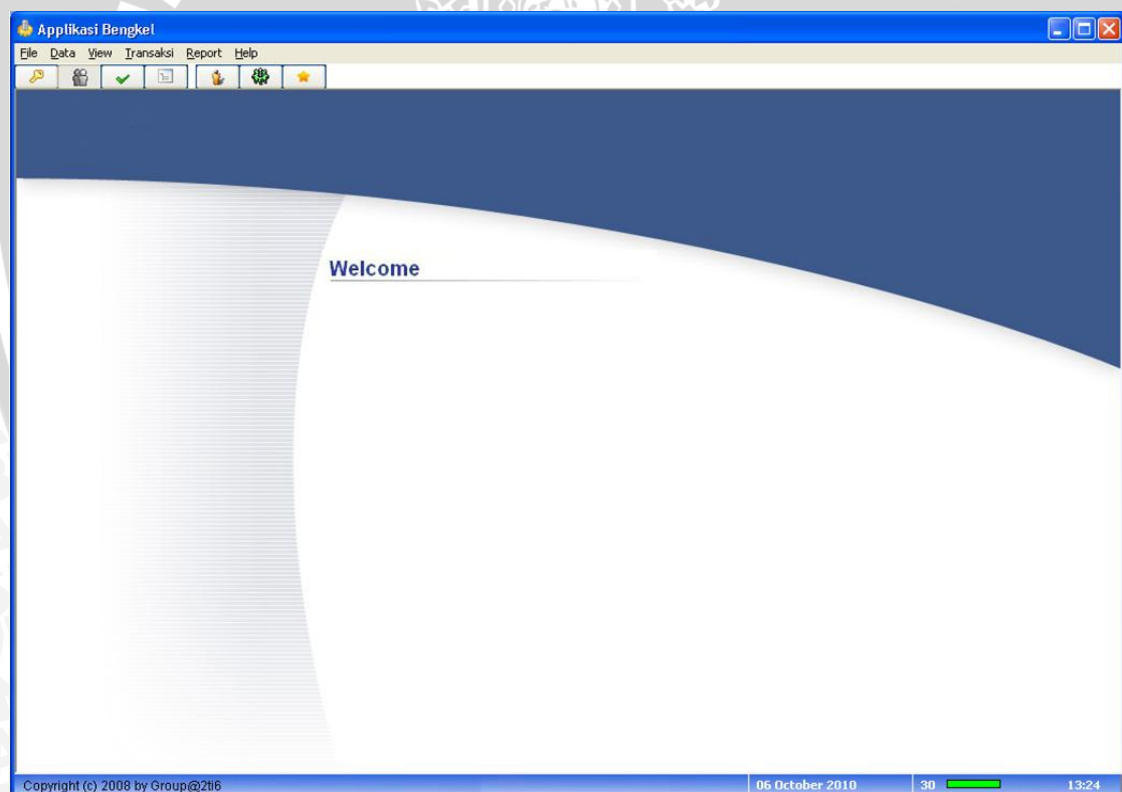 Applikasi Bengkel
File Data View Transaksi Report Help
Welcome
Copyright (c) 2008 by Group@2ti6 06 October 2010 30 13:24